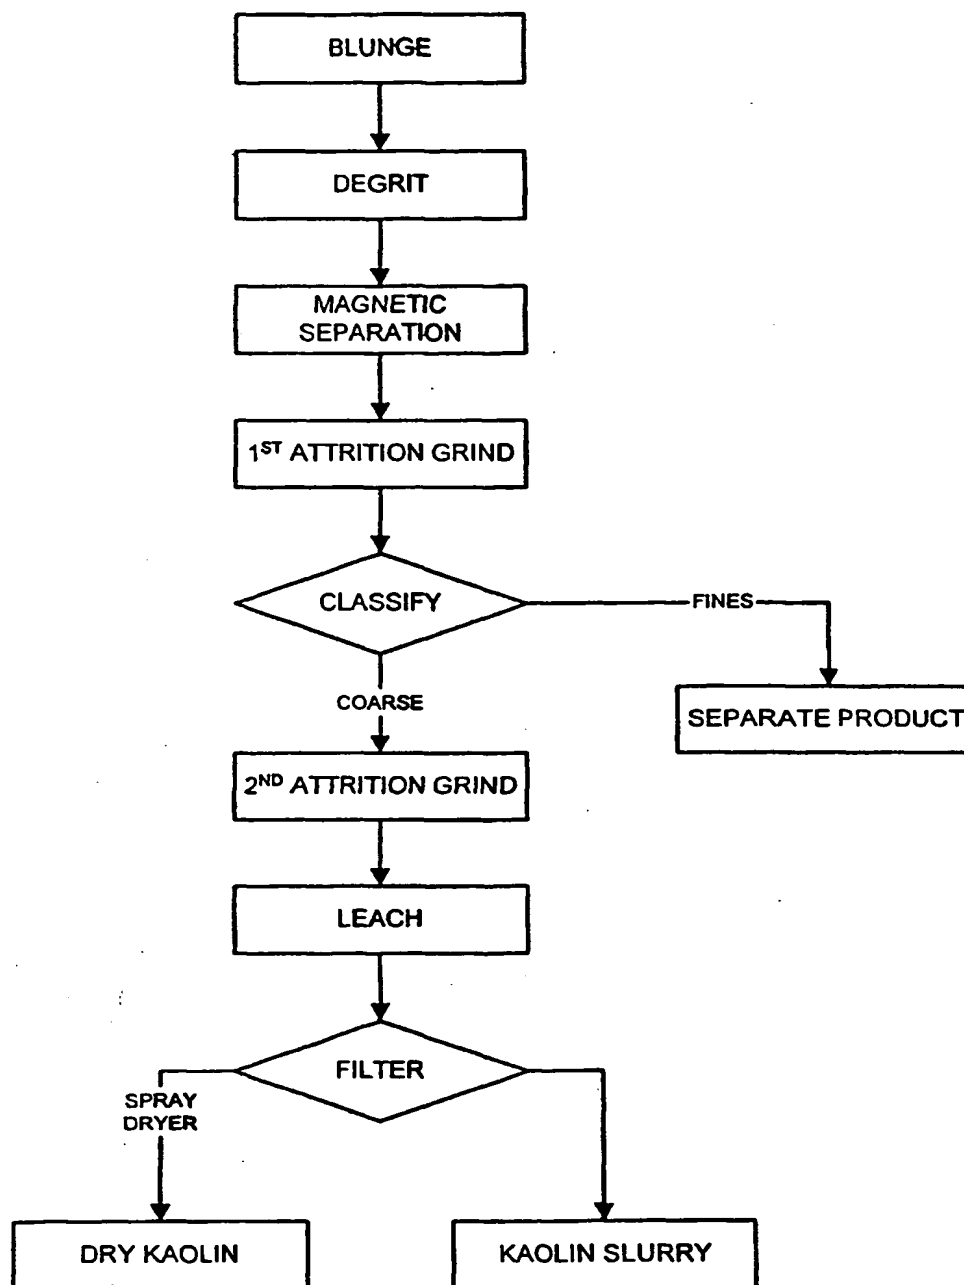 BLUNGE
DEGRIT
MAGNETIC
SEPARATION
1ST ATTRITION GRIND
CLASSIFY
FINES
SEPARATE PRODUCT
COARSE
2ND ATTRITION GRIND
LEACH
FILTER
SPRAY
DRYER
DRY KAOLIN
KAOLIN SLURRY